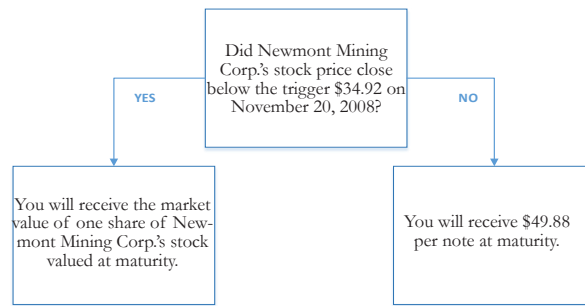 Did Newmont Mining
Corp.'s stock price close
below the trigger $34.92 on
November 20, 2008?
YES
NO
You will receive the market
value of one share of New-
mont Mining Corp.'s stock
valued at maturity.
You will receive $49.88
per note at maturity.